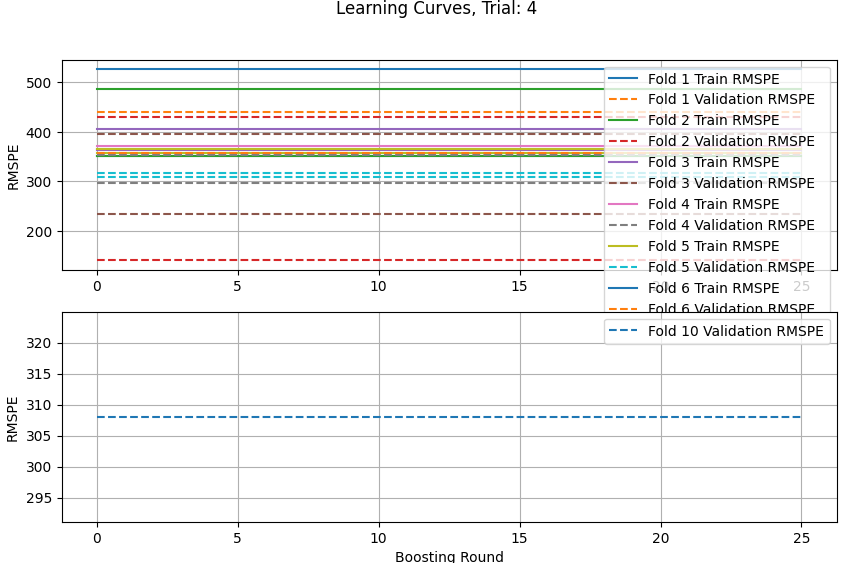 Learning Curves, Trial: 4
500
400
300
200
RMSPE
0
5
10
15
25
Fold 1 Train RMSPE
Fold 1 Validation RMSPE
Fold 2 Train RMSPE
Fold 2 Validation RMSPE
Fold 3 Train RMSPE
Fold 3 Validation RMSPE
Fold 4 Train RMSPE
Fold 4 Validation RMSPE
Fold 5 Train RMSPE
Fold 5 Validation RMSPE
Fold 6 Train RMSPE
Fold 6 Validation RMSPE
Fold 10 Validation RMSPE
320
315
310
305
300
295
RMSPE
0
5
10
15
20
25
Boosting Round